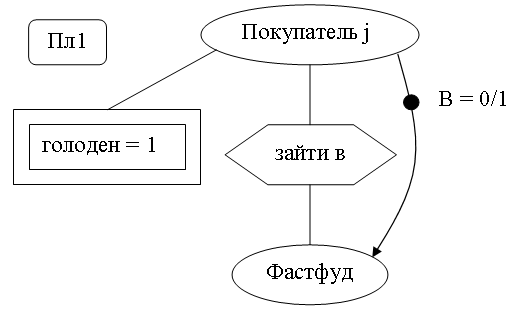 Пл1
Покупатель j
B = 0/1
голоден = 1
зайти в
Фастфуд